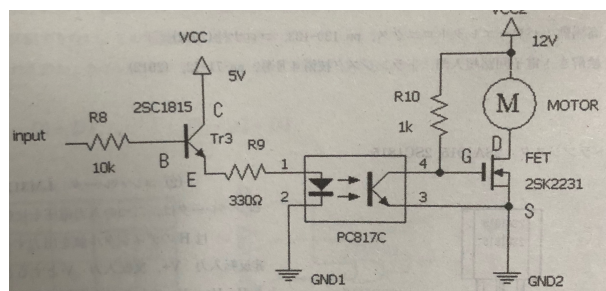 VCC
VCC2
5V
12V
2SC1815
C
R8
Tr3
R10
M
MOTOR
input
R9
1k
10k
B
E
1
4
G
D
FET
330Ω
2
3
2SK2231
S
PC817C
GND1
GND2